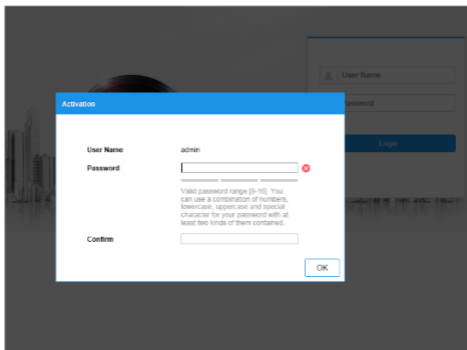 User Name
Password
Login
Activation
User Name
admin
Password
Valid password range [8-16]. You
can use a combination of numbers,
lowercase, uppercase and special
character for your password with at
least two kinds of them contained.
Confirm
OK